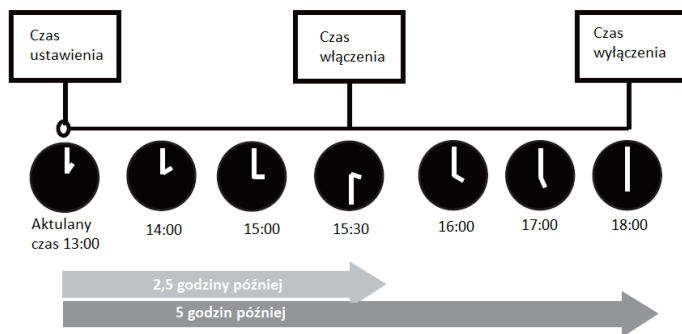 Czas
ustawienia
Czas
włączenia
Czas
wyłączenia
Aktulany
czas 13:00
14:00
15:00
15:30
16:00
17:00
18:00
2,5 godziny później
5 godzin później